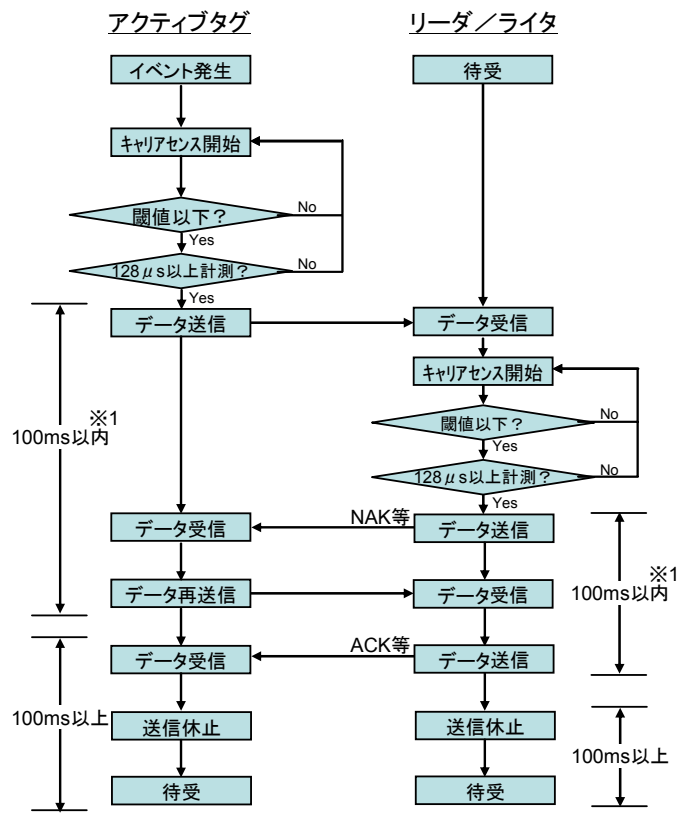 アクティブタグ
リーダ／ライタ
イベント発生
待受
キャリアセンス開始
閾値以下？
No
Yes
128μs以上計測？
No
Yes
データ送信
データ受信
キャリアセンス開始
※1
100ms以内
閾値以下？
No
Yes
128μs以上計測？
No
Yes
データ受信
NAK等
データ送信
※1
100ms以内
データ再送信
データ受信
データ受信
ACK等
データ送信
100ms以上
送信休止
送信休止
100ms以上
待受
待受